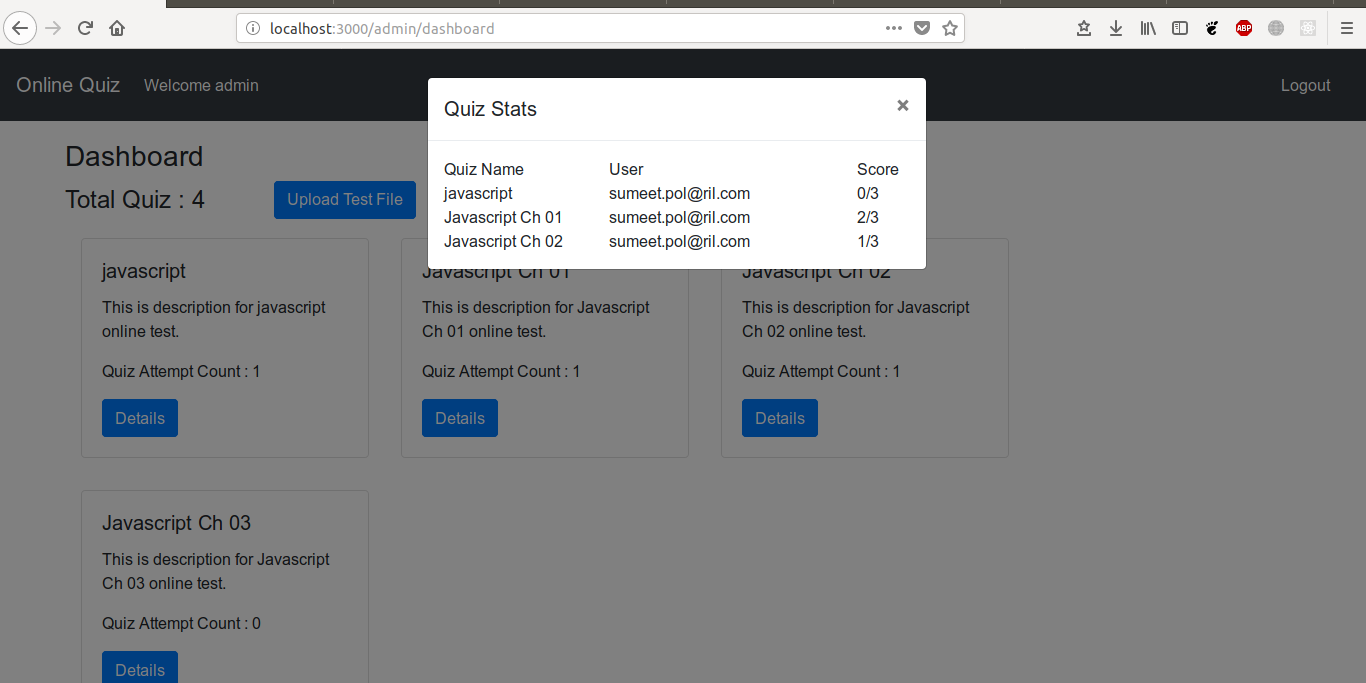 localhost:3000/admin/dashboard
ABP
Online Quiz Welcome admin Logout
Quiz Stats ×
Quiz Name User Score
javascript sumeet.pol@ril.com 0/3
Javascript Ch 01 sumeet.pol@ril.com 2/3
Javascript Ch 02 sumeet.pol@ril.com 1/3
Dashboard
Total Quiz : 4 Upload Test File
javascript
This is description for javascript
online test.
Quiz Attempt Count : 1
Details
Javascript Ch 01
This is description for Javascript
Ch 01 online test.
Quiz Attempt Count : 1
Details
Javascript Ch 02
This is description for Javascript
Ch 02 online test.
Quiz Attempt Count : 1
Details
Javascript Ch 03
This is description for Javascript
Ch 03 online test.
Quiz Attempt Count : 0
Details